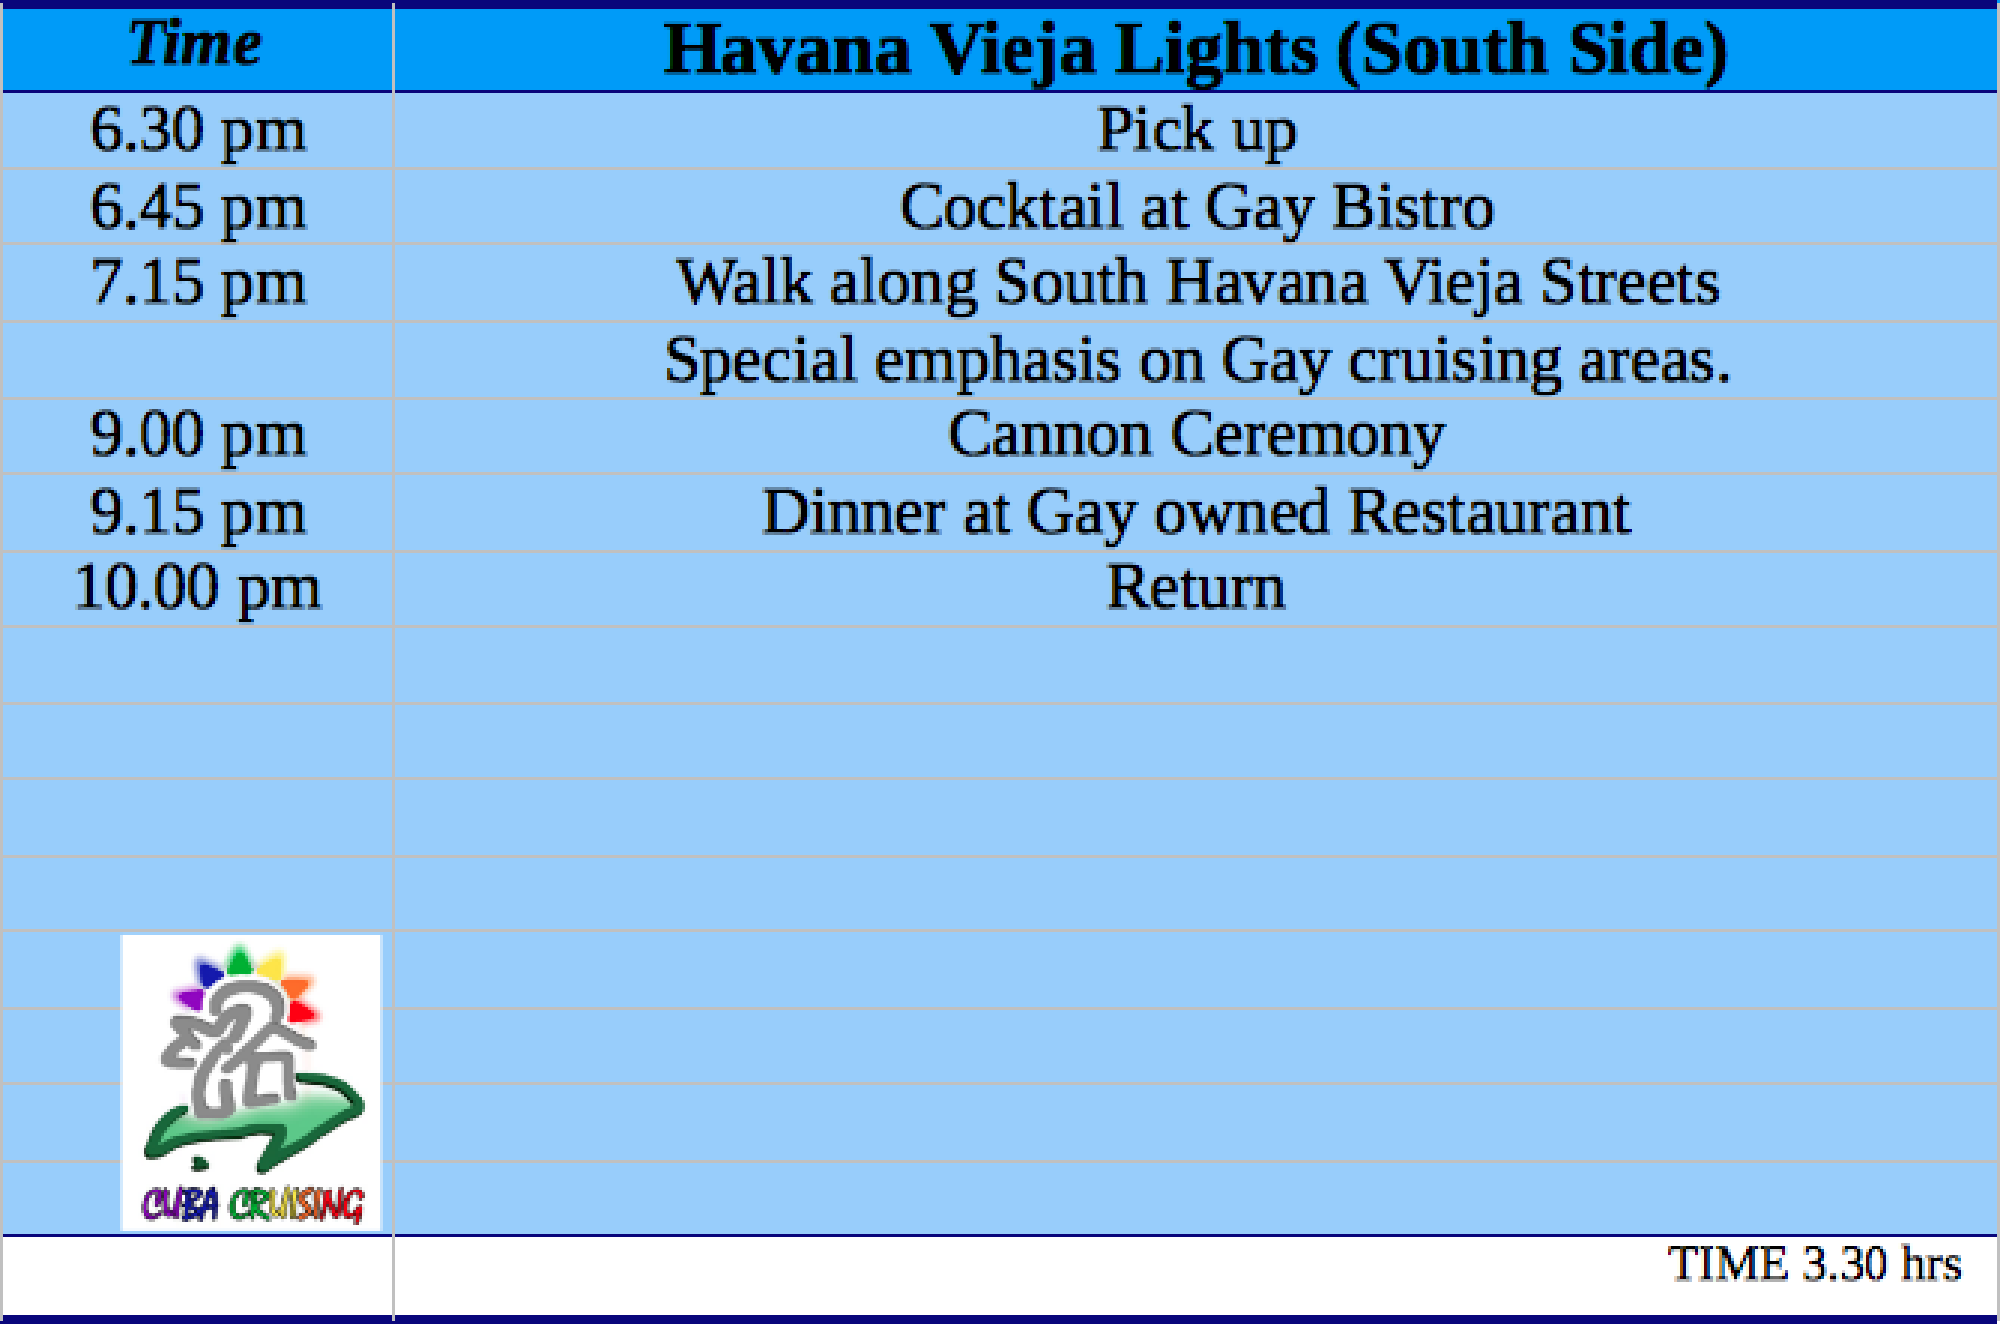 Time Havana Vieja Lights (South Side)
6.30 pm Pick up
6.45 pm Cocktail at Gay Bistro
7.15 pm Walk along South Havana Vieja Streets
Special emphasis on Gay cruising areas.
9.00 pm Cannon Ceremony
9.15 pm Dinner at Gay owned Restaurant
10.00 pm Return
CUBA CRUISING
TIME 3.30 hrs